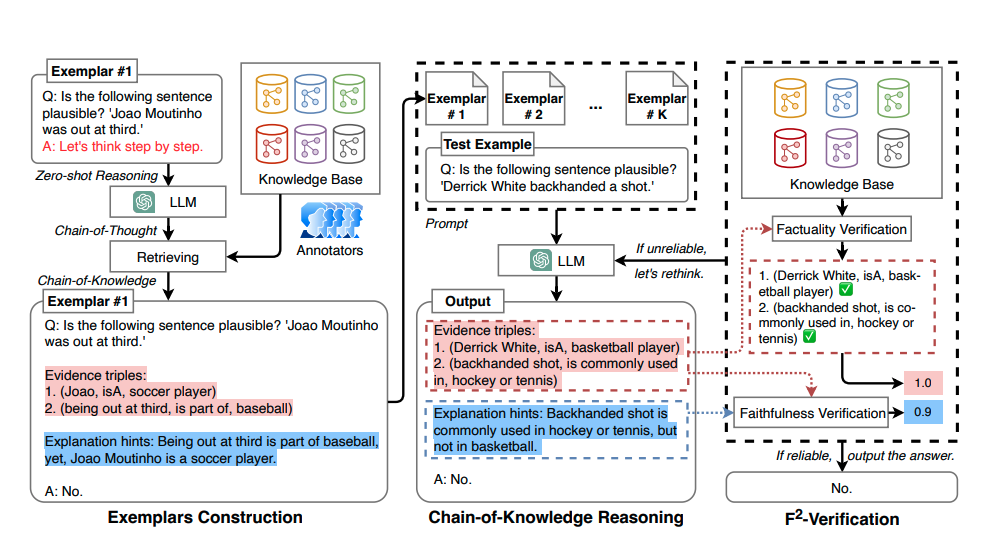 Exemplar #1
Q: Is the following sentence
plausible? 'Joao Moutinho
was out at third.'
A: Let's think step by step.
Knowledge Base
Zero-shot Reasoning
LLM
Chain-of-Thought
Annotators
Retrieving
Chain-of-Knowledge
Exemplar #1
Q: Is the following sentence plausible? 'Joao Moutinho
was out at third.'
Evidence triples:
1. (Joao, isA, soccer player)
2. (being out at third, is part of, baseball)
Explanation hints: Being out at third is part of baseball,
yet, Joao Moutinho is a soccer player.
A: No.
Exemplars Construction
Exemplar
# 1
Exemplar
# 2
...
Exemplar
# K
Test Example
Q: Is the following sentence plausible?
'Derrick White backhanded a shot.'
Prompt
LLM
If unreliable,
let's rethink.
Output
Evidence triples:
1. (Derrick White, isA, basketball player)
2. (backhanded shot, is commonly used
in, hockey or tennis)
Explanation hints: Backhanded shot is
commonly used in hockey or tennis, but
not in basketball.
A: No.
Chain-of-Knowledge Reasoning
Knowledge Base
Factuality Verification
1. (Derrick White, isA, bask-
etball player)
2. (backhanded shot, is co-
mmonly used in, hockey or
tennis)
1.0
Faithfulness Verification
0.9
If reliable, output the answer.
No.
F²-Verification